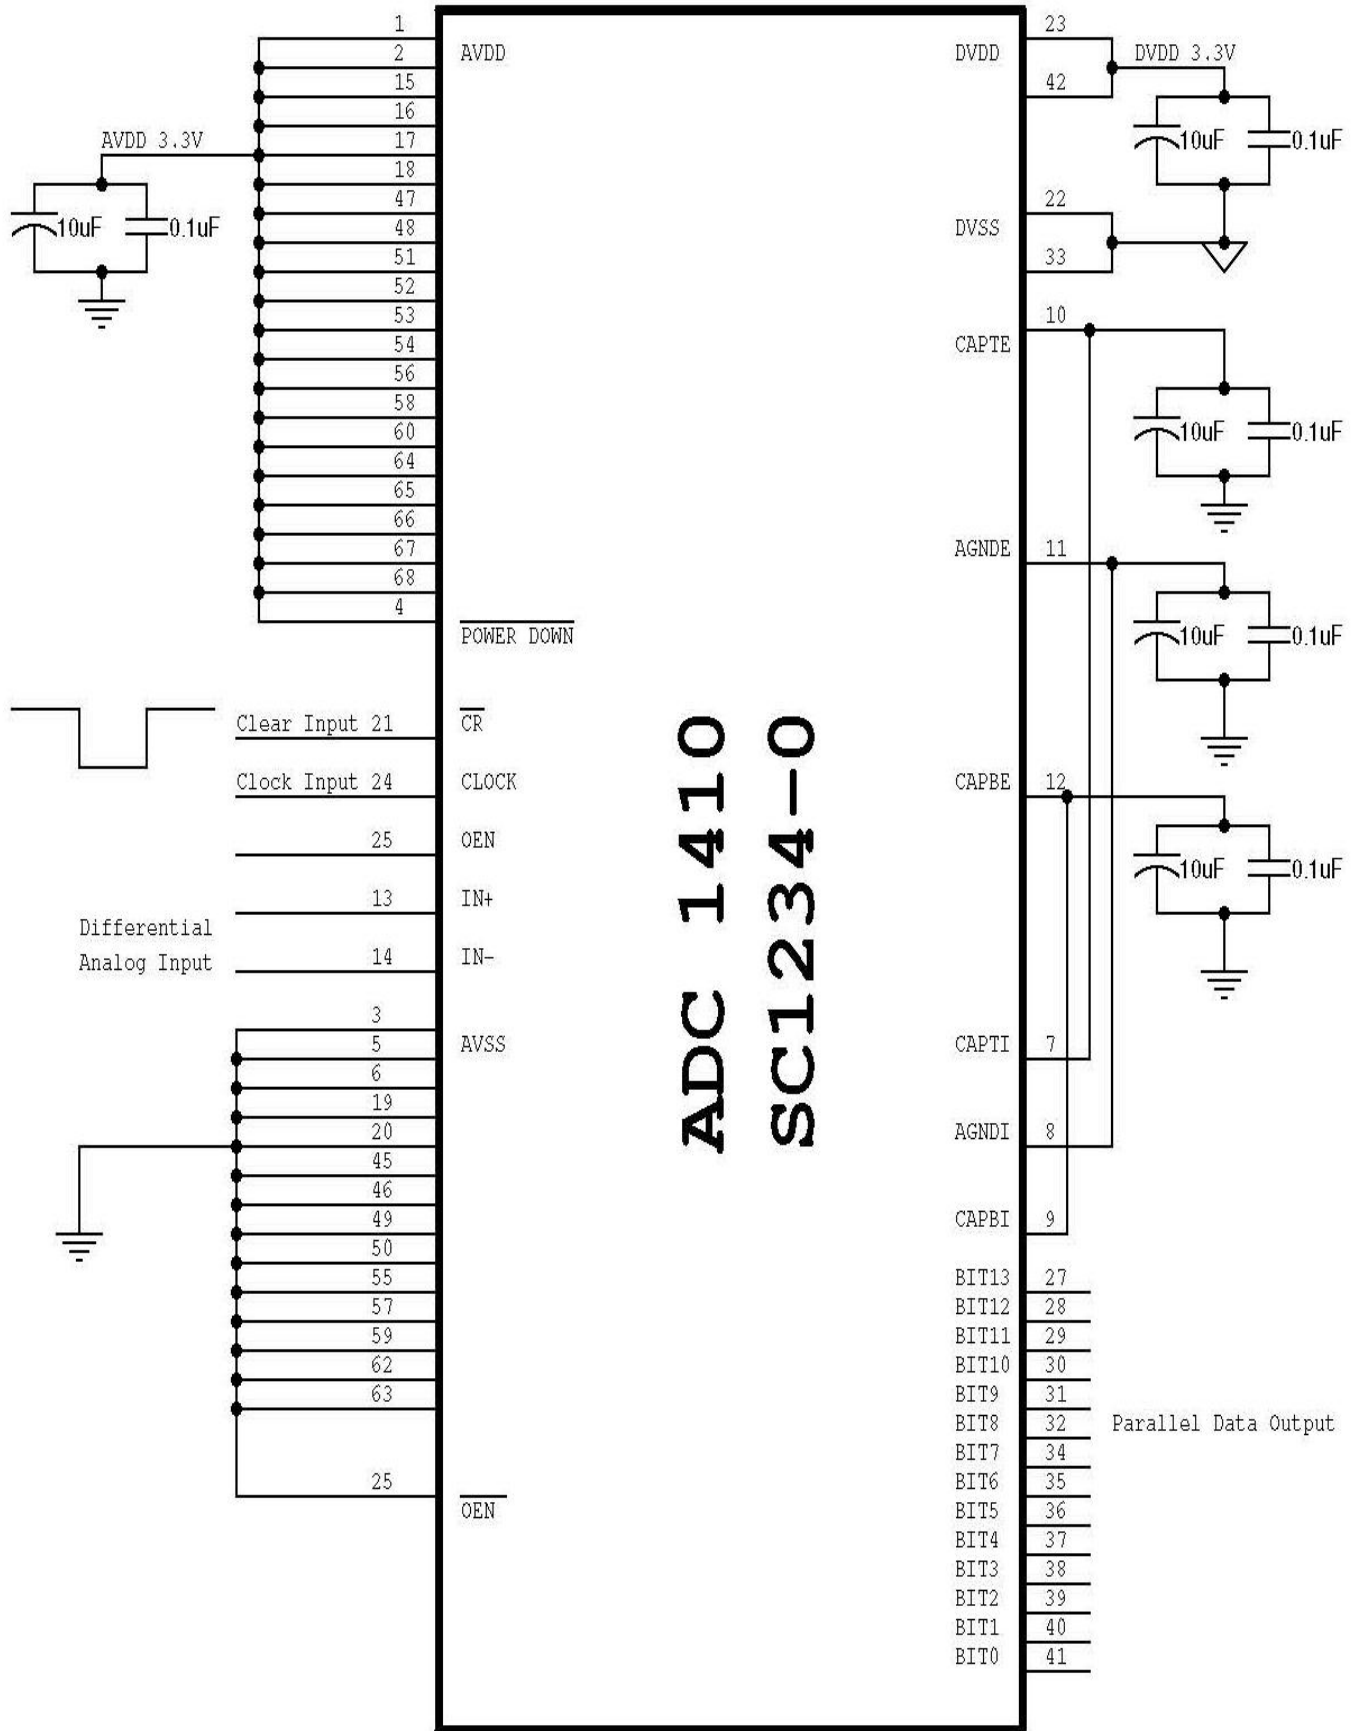 1
2 AVDD
15
16
AVDD 3.3V 17
18
47
10uF 0.1uF 48
51
52
53
54
56
58
60
64
65
66
67
68
4
POWER DOWN
Clear Input 21 CR
Clock Input 24 CLOCK
25 OEN
13 IN+
Differential
Analog Input 14 IN-
3
5 AVSS
6
19
20
45
46
49
50
55
57
59
62
63
25
OEN
ADC 1410
SC1234-0
23
DVDD DVDD 3.3V
42
10uF 0.1uF
22
DVSS
33
10
CAPTE
10uF 0.1uF
AGNDE 11
10uF 0.1uF
CAPBE 12
10uF 0.1uF
CAPTI 7
AGNDI 8
CAPBI 9
BIT13 27
BIT12 28
BIT11 29
BIT10 30
BIT9 31
BIT8 32 Parallel Data Output
BIT7 34
BIT6 35
BIT5 36
BIT4 37
BIT3 38
BIT2 39
BIT1 40
BIT0 41